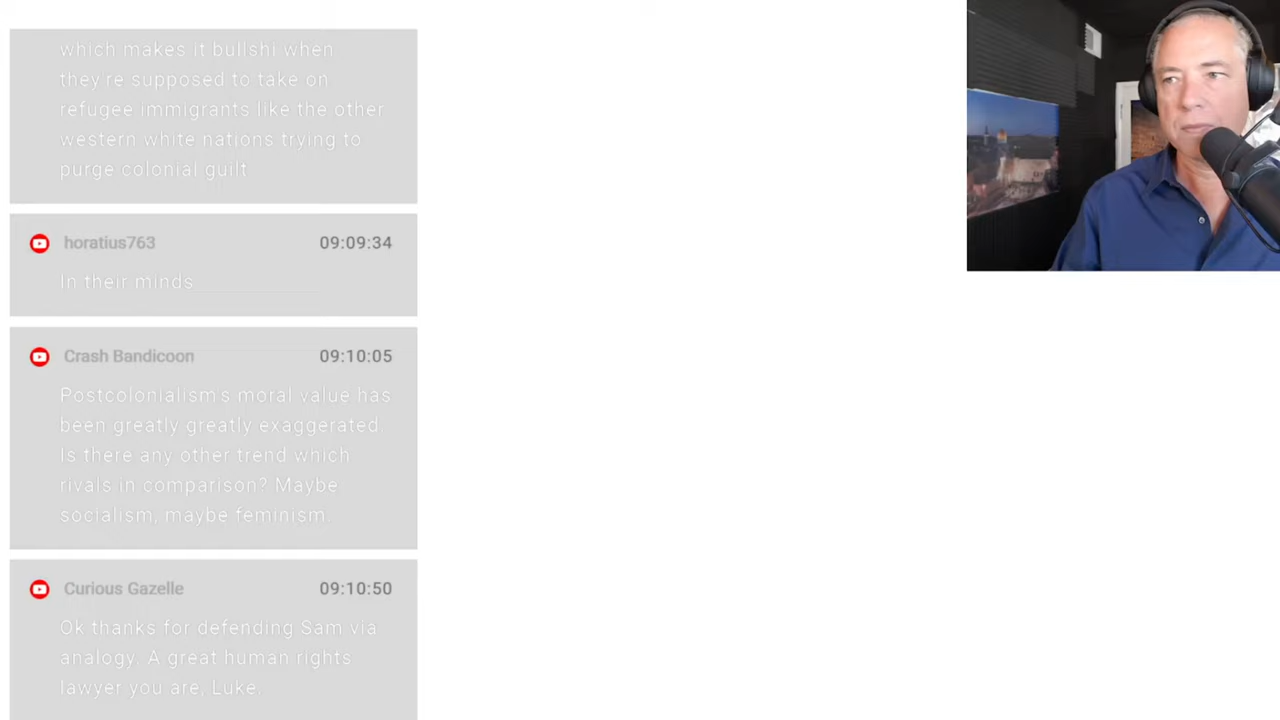 which makes it bullshi when
they're supposed to take on
refugee immigrants like the other
western white nations trying to
purge colonial guilt
horatius763 09:09:34
In their minds
Crash Bandicoon 09:10:05
Postcolonialism's moral value has
been greatly greatly exaggerated
Is there any other trend which
rivals in comparison? Maybe
socialism, maybe feminism.
Curious Gazelle 09:10:50
Ok thanks for defending Sam via
analogy. A great human rights
lawyer you are, Luke.